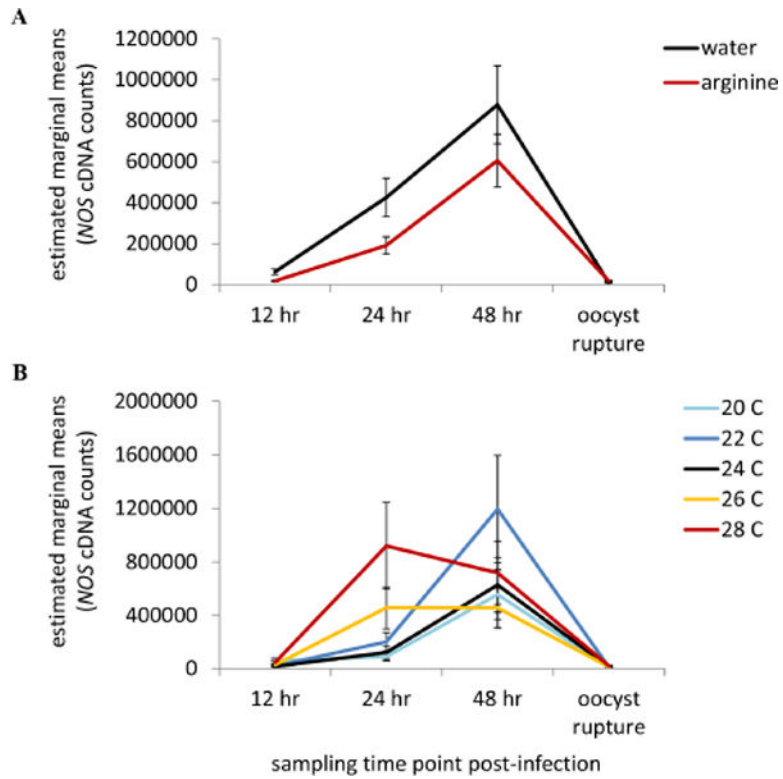 A
estimated marginal means
(NOS cDNA counts)
1200000
1000000
800000
600000
400000
200000
0
12 hr
24 hr
48 hr
oocyst
rupture
water
arginine
B
estimated marginal means
(NOS cDNA counts)
2000000
1600000
1200000
800000
400000
0
12 hr
24 hr
48 hr
oocyst
rupture
20 C
22 C
24 C
26 C
28 C
sampling time point post-infection